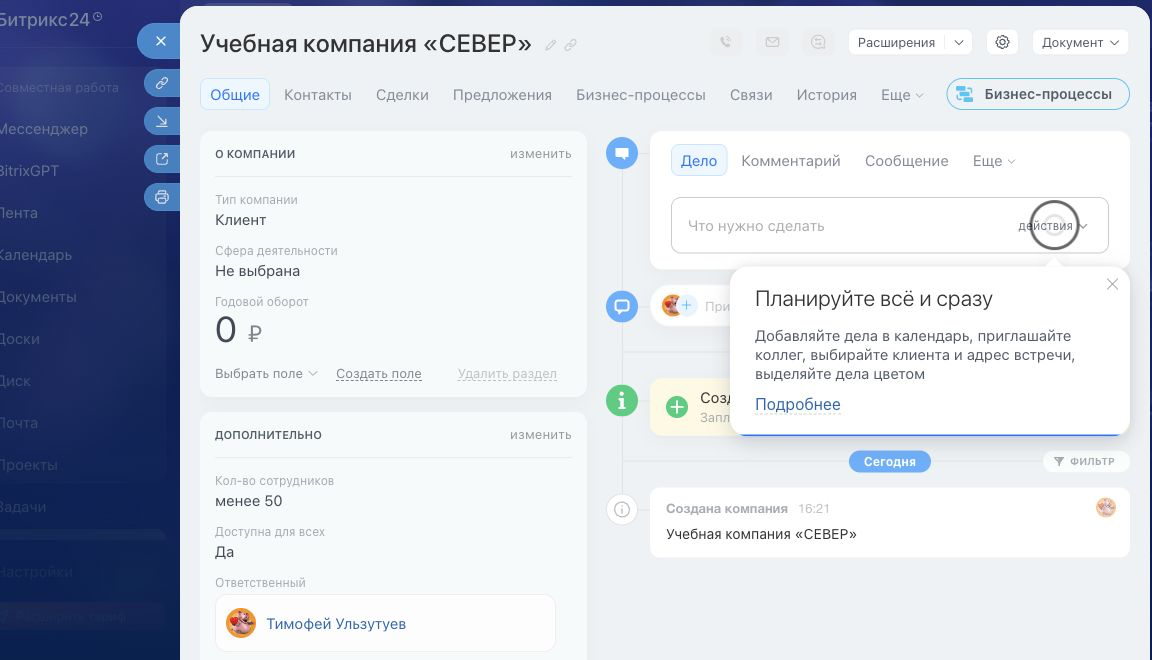 Битрикс24
Совместная работа
Мессенджер
BitrixGPT
Лента
Календарь
Документы
Доски
Диск
Почта
Проекты
Задачи
Настройки
Расширить тариф
Учебная компания «СЕВЕР»
Расширения
Документ
Общие
Контакты
Сделки
Предложения
Бизнес-процессы
Связи
История
Еще
Бизнес-процессы
О КОМПАНИИ
изменить
Тип компании
Клиент
Сфера деятельности
Не выбрана
Годовой оборот
0 ₽
Выбрать поле
Создать поле
Удалить раздел
ДОПОЛНИТЕЛЬНО
изменить
Кол-во сотрудников
менее 50
Доступна для всех
Да
Ответственный
Тимофей Ульзутуев
Дело
Комментарий
Сообщение
Еще
Что нужно сделать
действия
При
Планируйте всё и сразу
Добавляйте дела в календарь, приглашайте
коллег, выбирайте клиента и адрес встречи,
выделяйте дела цветом
Подробнее
Созд
Запл
Сегодня
ФИЛЬТР
Создана компания 16:21
Учебная компания «СЕВЕР»